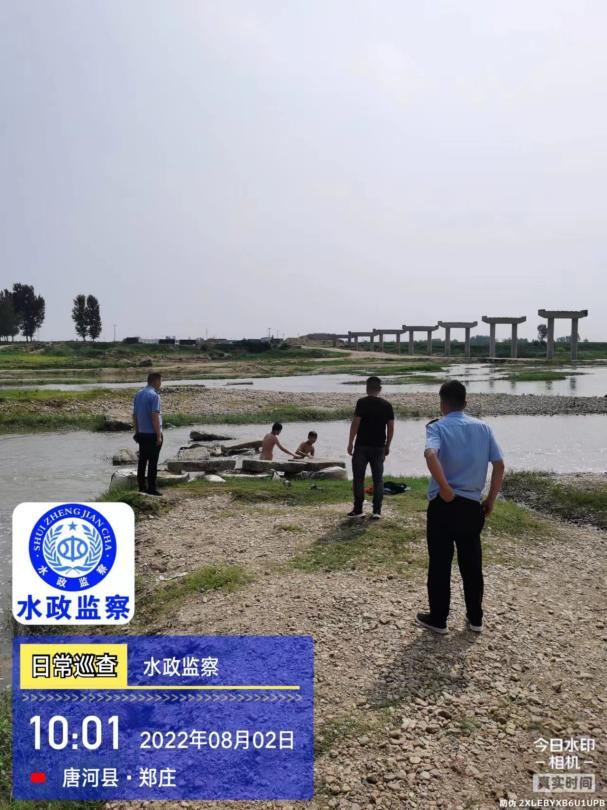 SHUI ZHENG JIAN CHA
水政监察
水政监察
日常巡查
水政监察
10:01
2022年08月02日
唐河县·郑庄
今日水印
-相机-
真实时间
防伪 2XLEBYXB6U1UPB